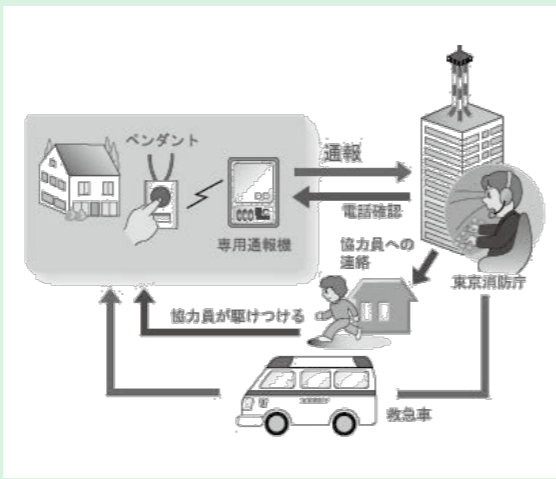 ペンダント
専用通報機
通報
電話確認
協力員への
連絡
東京消防庁
協力員が駆けつける
救急車